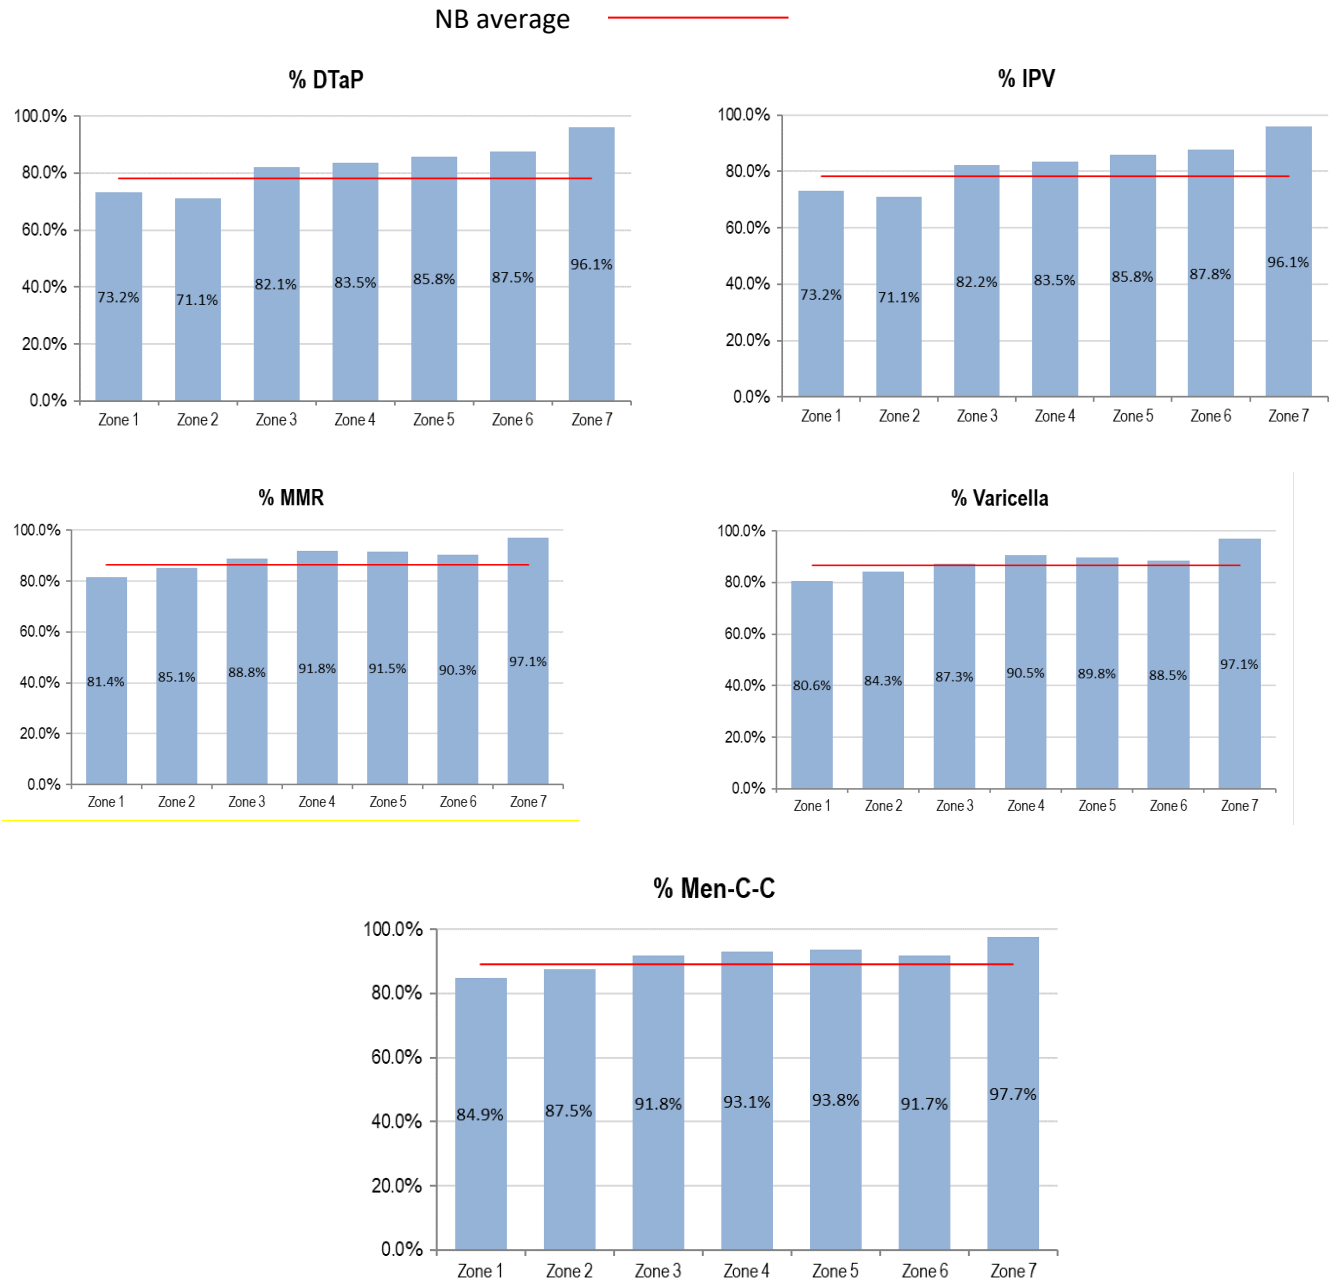 NB average
% DTaP
100.0%
80.0%
60.0%
40.0%
20.0%
0.0%
73.2% 71.1% 82.1% 83.5% 85.8% 87.5% 96.1%
Zone 1 Zone 2 Zone 3 Zone 4 Zone 5 Zone 6 Zone 7
% IPV
100.0%
80.0%
60.0%
40.0%
20.0%
0.0%
73.2% 71.1% 82.2% 83.5% 85.8% 87.8% 96.1%
Zone 1 Zone 2 Zone 3 Zone 4 Zone 5 Zone 6 Zone 7
% MMR
100.0%
80.0%
60.0%
40.0%
20.0%
0.0%
81.4% 85.1% 88.8% 91.8% 91.5% 90.3% 97.1%
Zone 1 Zone 2 Zone 3 Zone 4 Zone 5 Zone 6 Zone 7
% Varicella
100.0%
80.0%
60.0%
40.0%
20.0%
0.0%
80.6% 84.3% 87.3% 90.5% 89.8% 88.5% 97.1%
Zone 1 Zone 2 Zone 3 Zone 4 Zone 5 Zone 6 Zone 7
% Men-C-C
100.0%
80.0%
60.0%
40.0%
20.0%
0.0%
84.9% 87.5% 91.8% 93.1% 93.8% 91.7% 97.7%
Zone 1 Zone 2 Zone 3 Zone 4 Zone 5 Zone 6 Zone 7